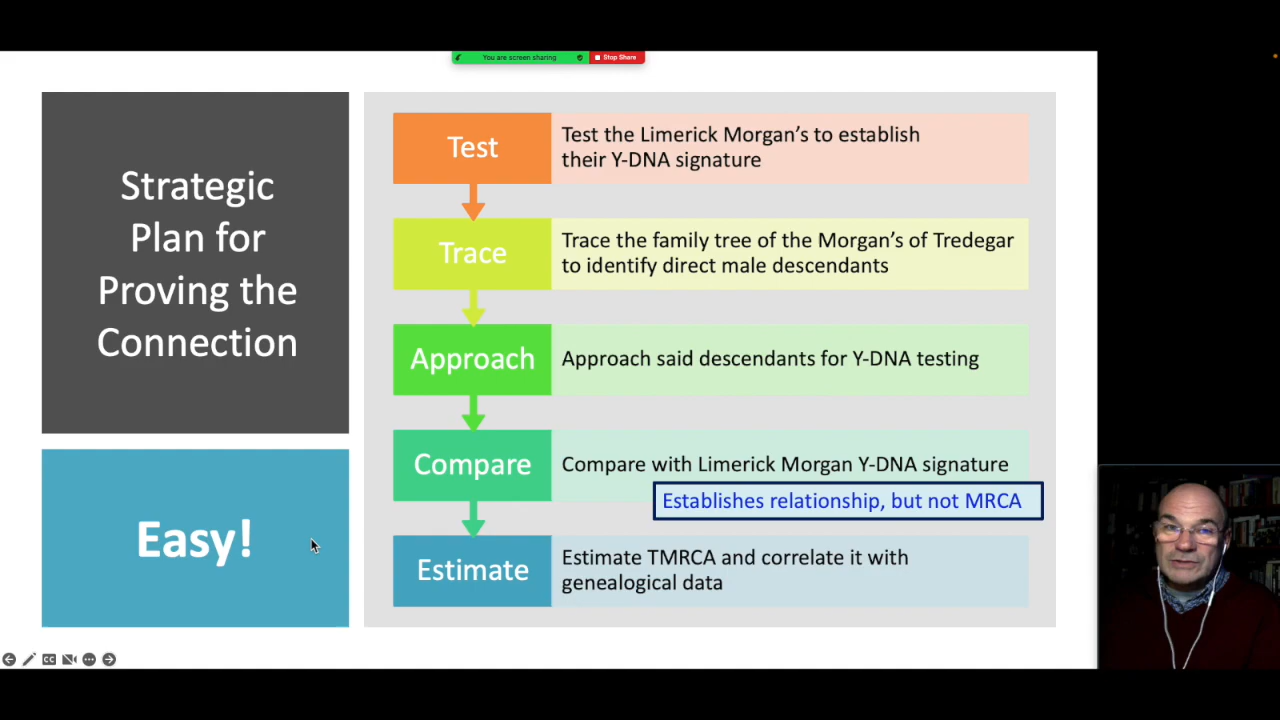 You are screen sharing
Stop Share
Strategic
Plan for
Proving the
Connection
Easy!
Test
Test the Limerick Morgan's to establish
their Y-DNA signature
Trace
Trace the family tree of the Morgan's of Tredegar
to identify direct male descendants
Approach
Approach said descendants for Y-DNA testing
Compare
Compare with Limerick Morgan Y-DNA signature
Establishes relationship, but not MRCA
Estimate
Estimate TMRCA and correlate it with
genealogical data
CC